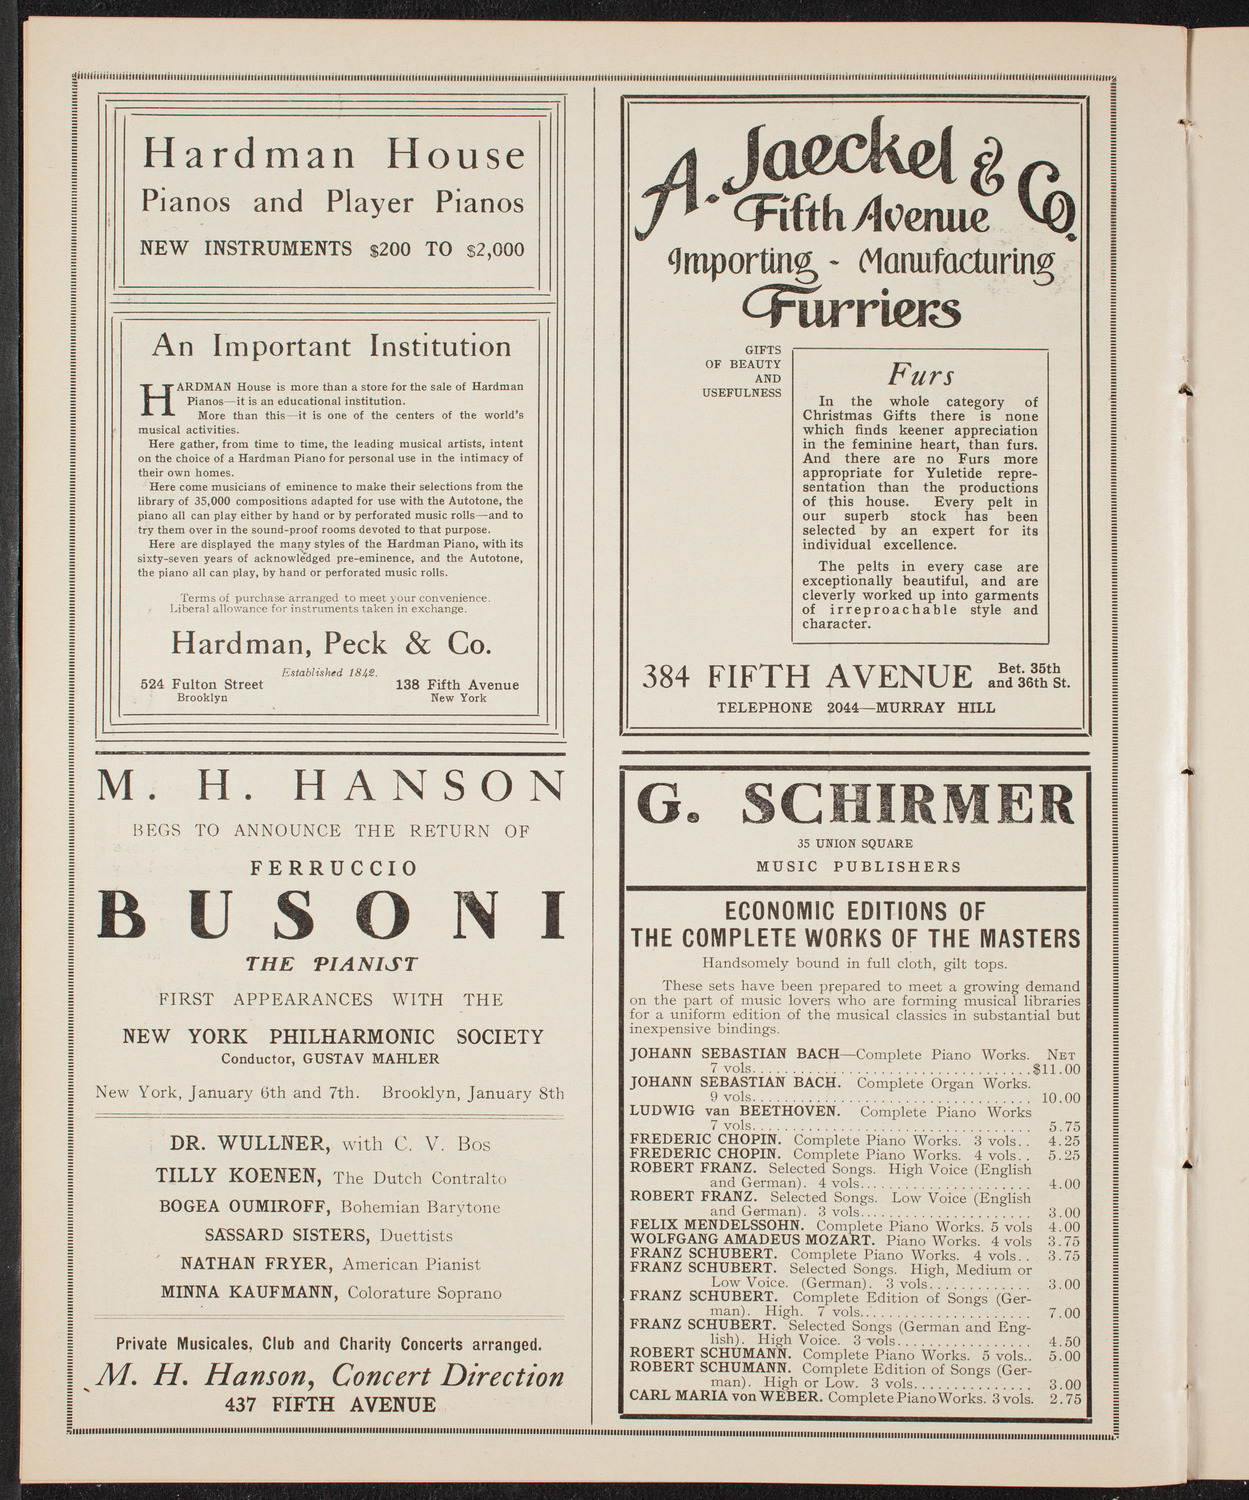 Hardman House
Pianos and Player Pianos
NEW INSTRUMENTS $200 TO $2,000
An Important Institution
HARDMAN House is more than a store for the sale of Hardman
Pianos—it is an educational institution.
More than this—it is one of the centers of the world's
musical activities.
Here gather, from time to time, the leading musical artists, intent
on the choice of a Hardman Piano for personal use in the intimacy of
their own homes.
Here come musicians of eminence to make their selections from the
library of 35,000 compositions adapted for use with the Autotone, the
piano all can play either by hand or by perforated music rolls—and to
try them over in the sound-proof rooms devoted to that purpose.
Here are displayed the many styles of the Hardman Piano, with its
sixty-seven years of acknowledged pre-eminence, and the Autotone,
the piano all can play, by hand or perforated music rolls.
Terms of purchase arranged to meet your convenience.
Liberal allowance for instruments taken in exchange.
Hardman, Peck & Co.
Established 1842.
524 Fulton Street 138 Fifth Avenue
Brooklyn New York
M. H. HANSON
BEGS TO ANNOUNCE THE RETURN OF
FERRUCCIO
BUSONI
THE PIANIST
FIRST APPEARANCES WITH THE
NEW YORK PHILHARMONIC SOCIETY
Conductor, GUSTAV MAHLER
New York, January 6th and 7th. Brooklyn, January 8th
DR. WULLNER, with C. V. Bos
TILLY KOENEN, The Dutch Contralto
BOGEA OUMIROFF, Bohemian Barytone
SASSARD SISTERS, Duettists
NATHAN FRYER, American Pianist
MINNA KAUFMANN, Colorature Soprano
Private Musicales, Club and Charity Concerts arranged.
M. H. Hanson, Concert Direction
437 FIFTH AVENUE
A. Jaeckel & Co.
Fifth Avenue
Importing - Manufacturing
Furriers
GIFTS
OF BEAUTY
AND
USEFULNESS
Furs
In the whole category of
Christmas Gifts there is none
which finds keener appreciation
in the feminine heart, than furs.
And there are no Furs more
appropriate for Yuletide repre-
sentation than the productions
of this house. Every pelt in
our superb stock has been
selected by an expert for its
individual excellence.
The pelts in every case are
exceptionally beautiful, and are
cleverly worked up into garments
of irreproachable style and
character.
384 FIFTH AVENUE Bet. 35th
and 36th St.
TELEPHONE 2044—MURRAY HILL
G. SCHIRMER
35 UNION SQUARE
MUSIC PUBLISHERS
ECONOMIC EDITIONS OF
THE COMPLETE WORKS OF THE MASTERS
Handsomely bound in full cloth, gilt tops.
These sets have been prepared to meet a growing demand
on the part of music lovers who are forming musical libraries
for a uniform edition of the musical classics in substantial but
inexpensive bindings.
JOHANN SEBASTIAN BACH—Complete Piano Works. NET
7 vols. $11.00
JOHANN SEBASTIAN BACH. Complete Organ Works.
9 vols. 10.00
LUDWIG van BEETHOVEN. Complete Piano Works
7 vols. 5.75
FREDERIC CHOPIN. Complete Piano Works. 3 vols. 4.25
FREDERIC CHOPIN. Complete Piano Works. 4 vols. 5.25
ROBERT FRANZ. Selected Songs. High Voice (English
and German). 4 vols. 4.00
ROBERT FRANZ. Selected Songs. Low Voice (English
and German). 3 vols. 3.00
FELIX MENDELSSOHN. Complete Piano Works. 5 vols 4.00
WOLFGANG AMADEUS MOZART. Piano Works. 4 vols 3.75
FRANZ SCHUBERT. Complete Piano Works. 4 vols. 3.75
FRANZ SCHUBERT. Selected Songs. High, Medium or
Low Voice. (German). 3 vols. 3.00
FRANZ SCHUBERT. Complete Edition of Songs (Ger-
man). High. 7 vols. 7.00
FRANZ SCHUBERT. Selected Songs (German and Eng-
lish). High Voice. 3 vols. 4.50
ROBERT SCHUMANN. Complete Piano Works. 5 vols. 5.00
ROBERT SCHUMANN. Complete Edition of Songs (Ger-
man). High or Low. 3 vols. 3.00
CARL MARIA von WEBER. Complete Piano Works. 3 vols. 2.75